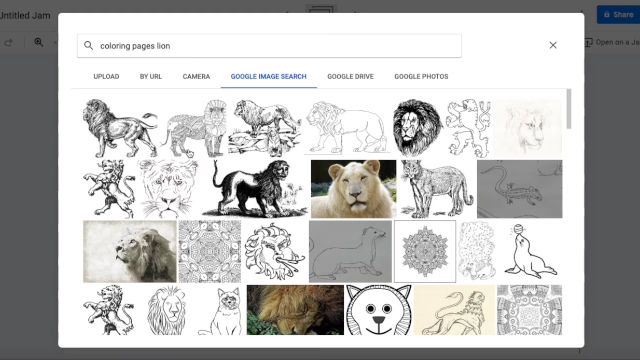 Untitled Jam
Share
coloring pages lion
Open on a Ja
UPLOAD BY URL CAMERA GOOGLE IMAGE SEARCH GOOGLE DRIVE GOOGLE PHOTOS